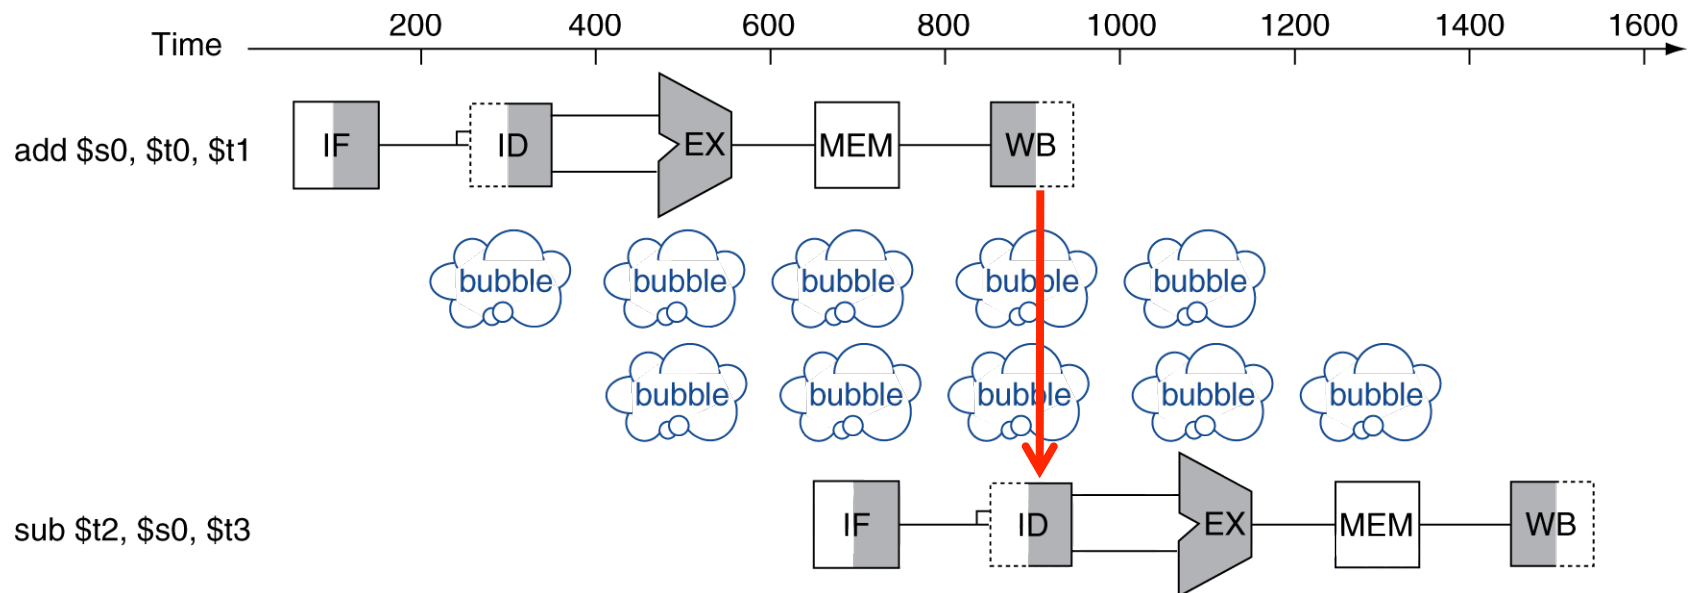 200 400 600 800 1000 1200 1400 1600
Time
add $s0, $t0, $t1 IF ID EX MEM WB
bubble bubble bubble bubble bubble
bubble bubble bubble bubble bubble
sub $t2, $s0, $t3 IF ID EX MEM WB